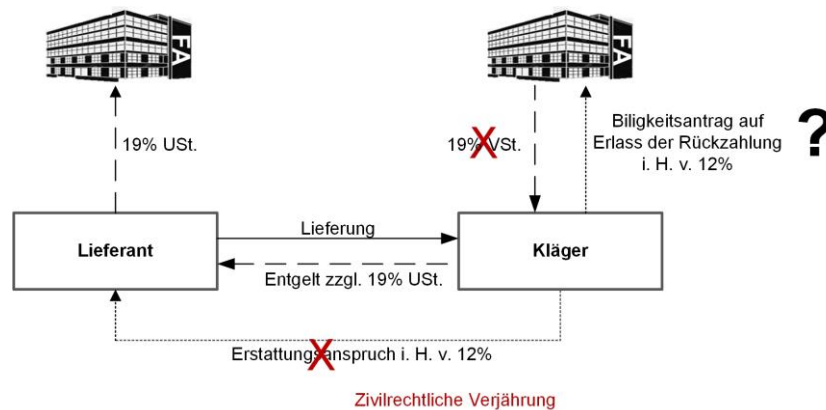 FA
FA
19% USt.
19% VSt.
Biligkeitsantrag auf
Erlass der Rückzahlung
i. H. v. 12%
?
Lieferant
Lieferung
Entgelt zzgl. 19% USt.
Kläger
Erstattungsanspruch i. H. v. 12%
Zivilrechtliche Verjährung